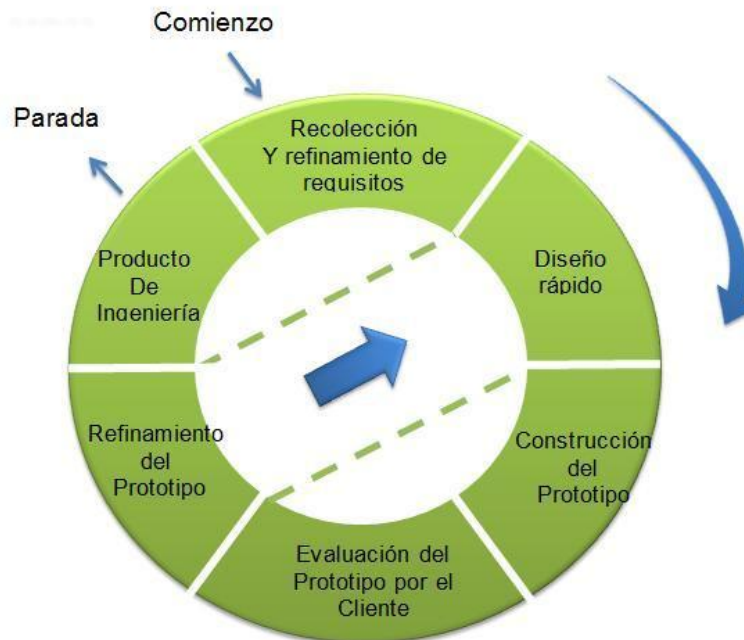 Comienzo
Parada
Recolección
Y refinamiento de
requisitos
Diseño
rápido
Construcción
del
Prototipo
Evaluación del
Prototipo por el
Cliente
Refinamiento
del
Prototipo
Producto
De
Ingeniería